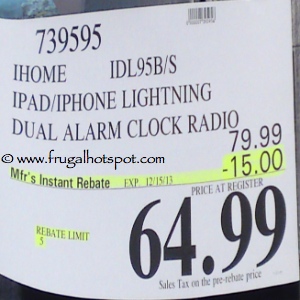 739595
IHOME IDL95B/S
IPAD/IPHONE LIGHTNING
DUAL ALARM CLOCK RADIO
79.99
© www.frugalhotspot.com
-15.00
Mfr's Instant Rebate EXP 12/15/13
PRICE AT REGISTER
64.99
REBATE LIMIT
5
Sales Tax on the pre-rebate price